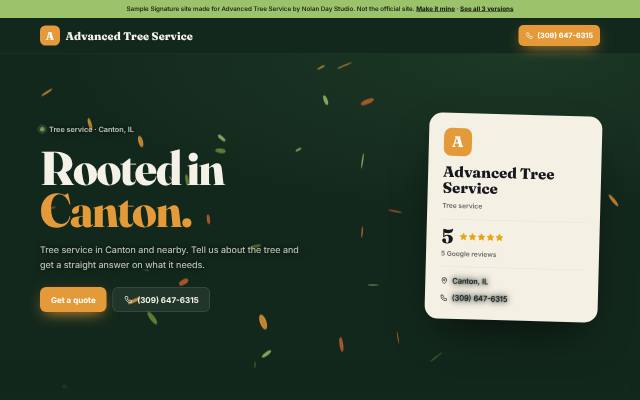 Sample Signature site made for Advanced Tree Service by Nolan Day Studio. Not the official site. Make it mine · See all 3 versions
A Advanced Tree Service
(309) 647-6315
Tree service · Canton, IL
Rooted in
Canton.
Tree service in Canton and nearby. Tell us about the tree and
get a straight answer on what it needs.
Get a quote
(309) 647-6315
A
Advanced Tree
Service
Tree service
5 ★★★★★
5 Google reviews
Canton, IL
(309) 647-6315